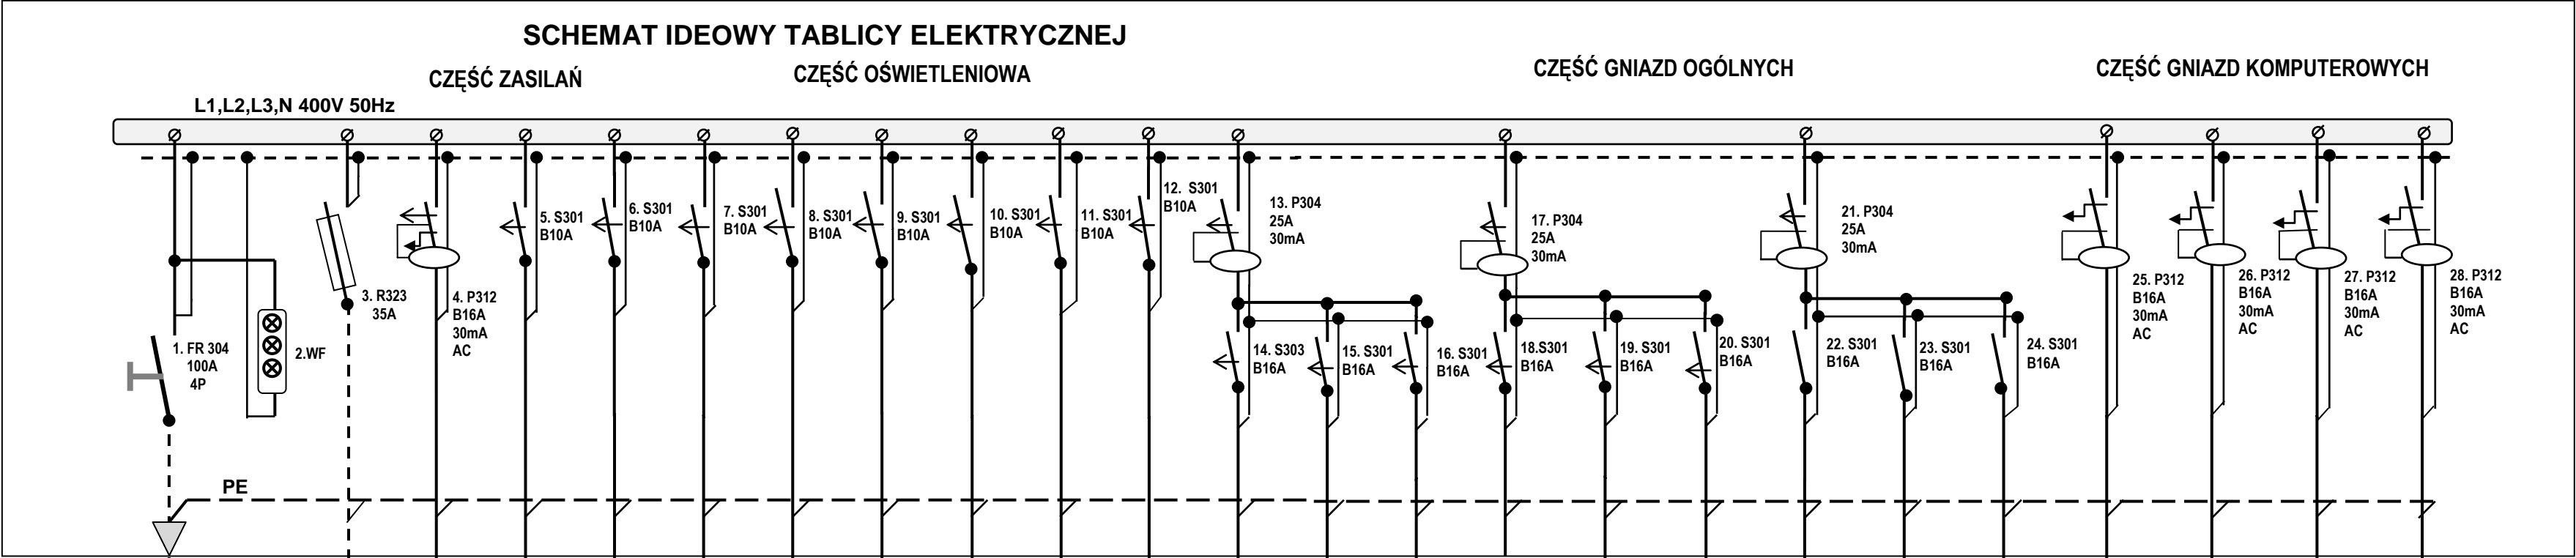 SCHEMAT IDEOWY TABLICY ELEKTRYCZNEJ
CZĘŚĆ ZASILAŃ
CZĘŚĆ OŚWIETLENIOWA
CZĘŚĆ GNIAZD OGÓLNYCH
CZĘŚĆ GNIAZD KOMPUTEROWYCH
L1,L2,L3,N 400V 50Hz
1. FR 304
100A
4P
2.WF
3. R323
35A
4. P312
B16A
30mA
AC
5. S301
B10A
6. S301
B10A
7. S301
B10A
8. S301
B10A
9. S301
B10A
10. S301
B10A
11. S301
B10A
12. S301
B10A
13. P304
25A
30mA
14. S303
B16A
15. S301
B16A
16. S301
B16A
17. P304
25A
30mA
18.S301
B16A
19. S301
B16A
20. S301
B16A
21. P304
25A
30mA
22. S301
B16A
23. S301
B16A
24. S301
B16A
25. P312
B16A
30mA
AC
26. P312
B16A
30mA
AC
27. P312
B16A
30mA
AC
28. P312
B16A
30mA
AC
PE